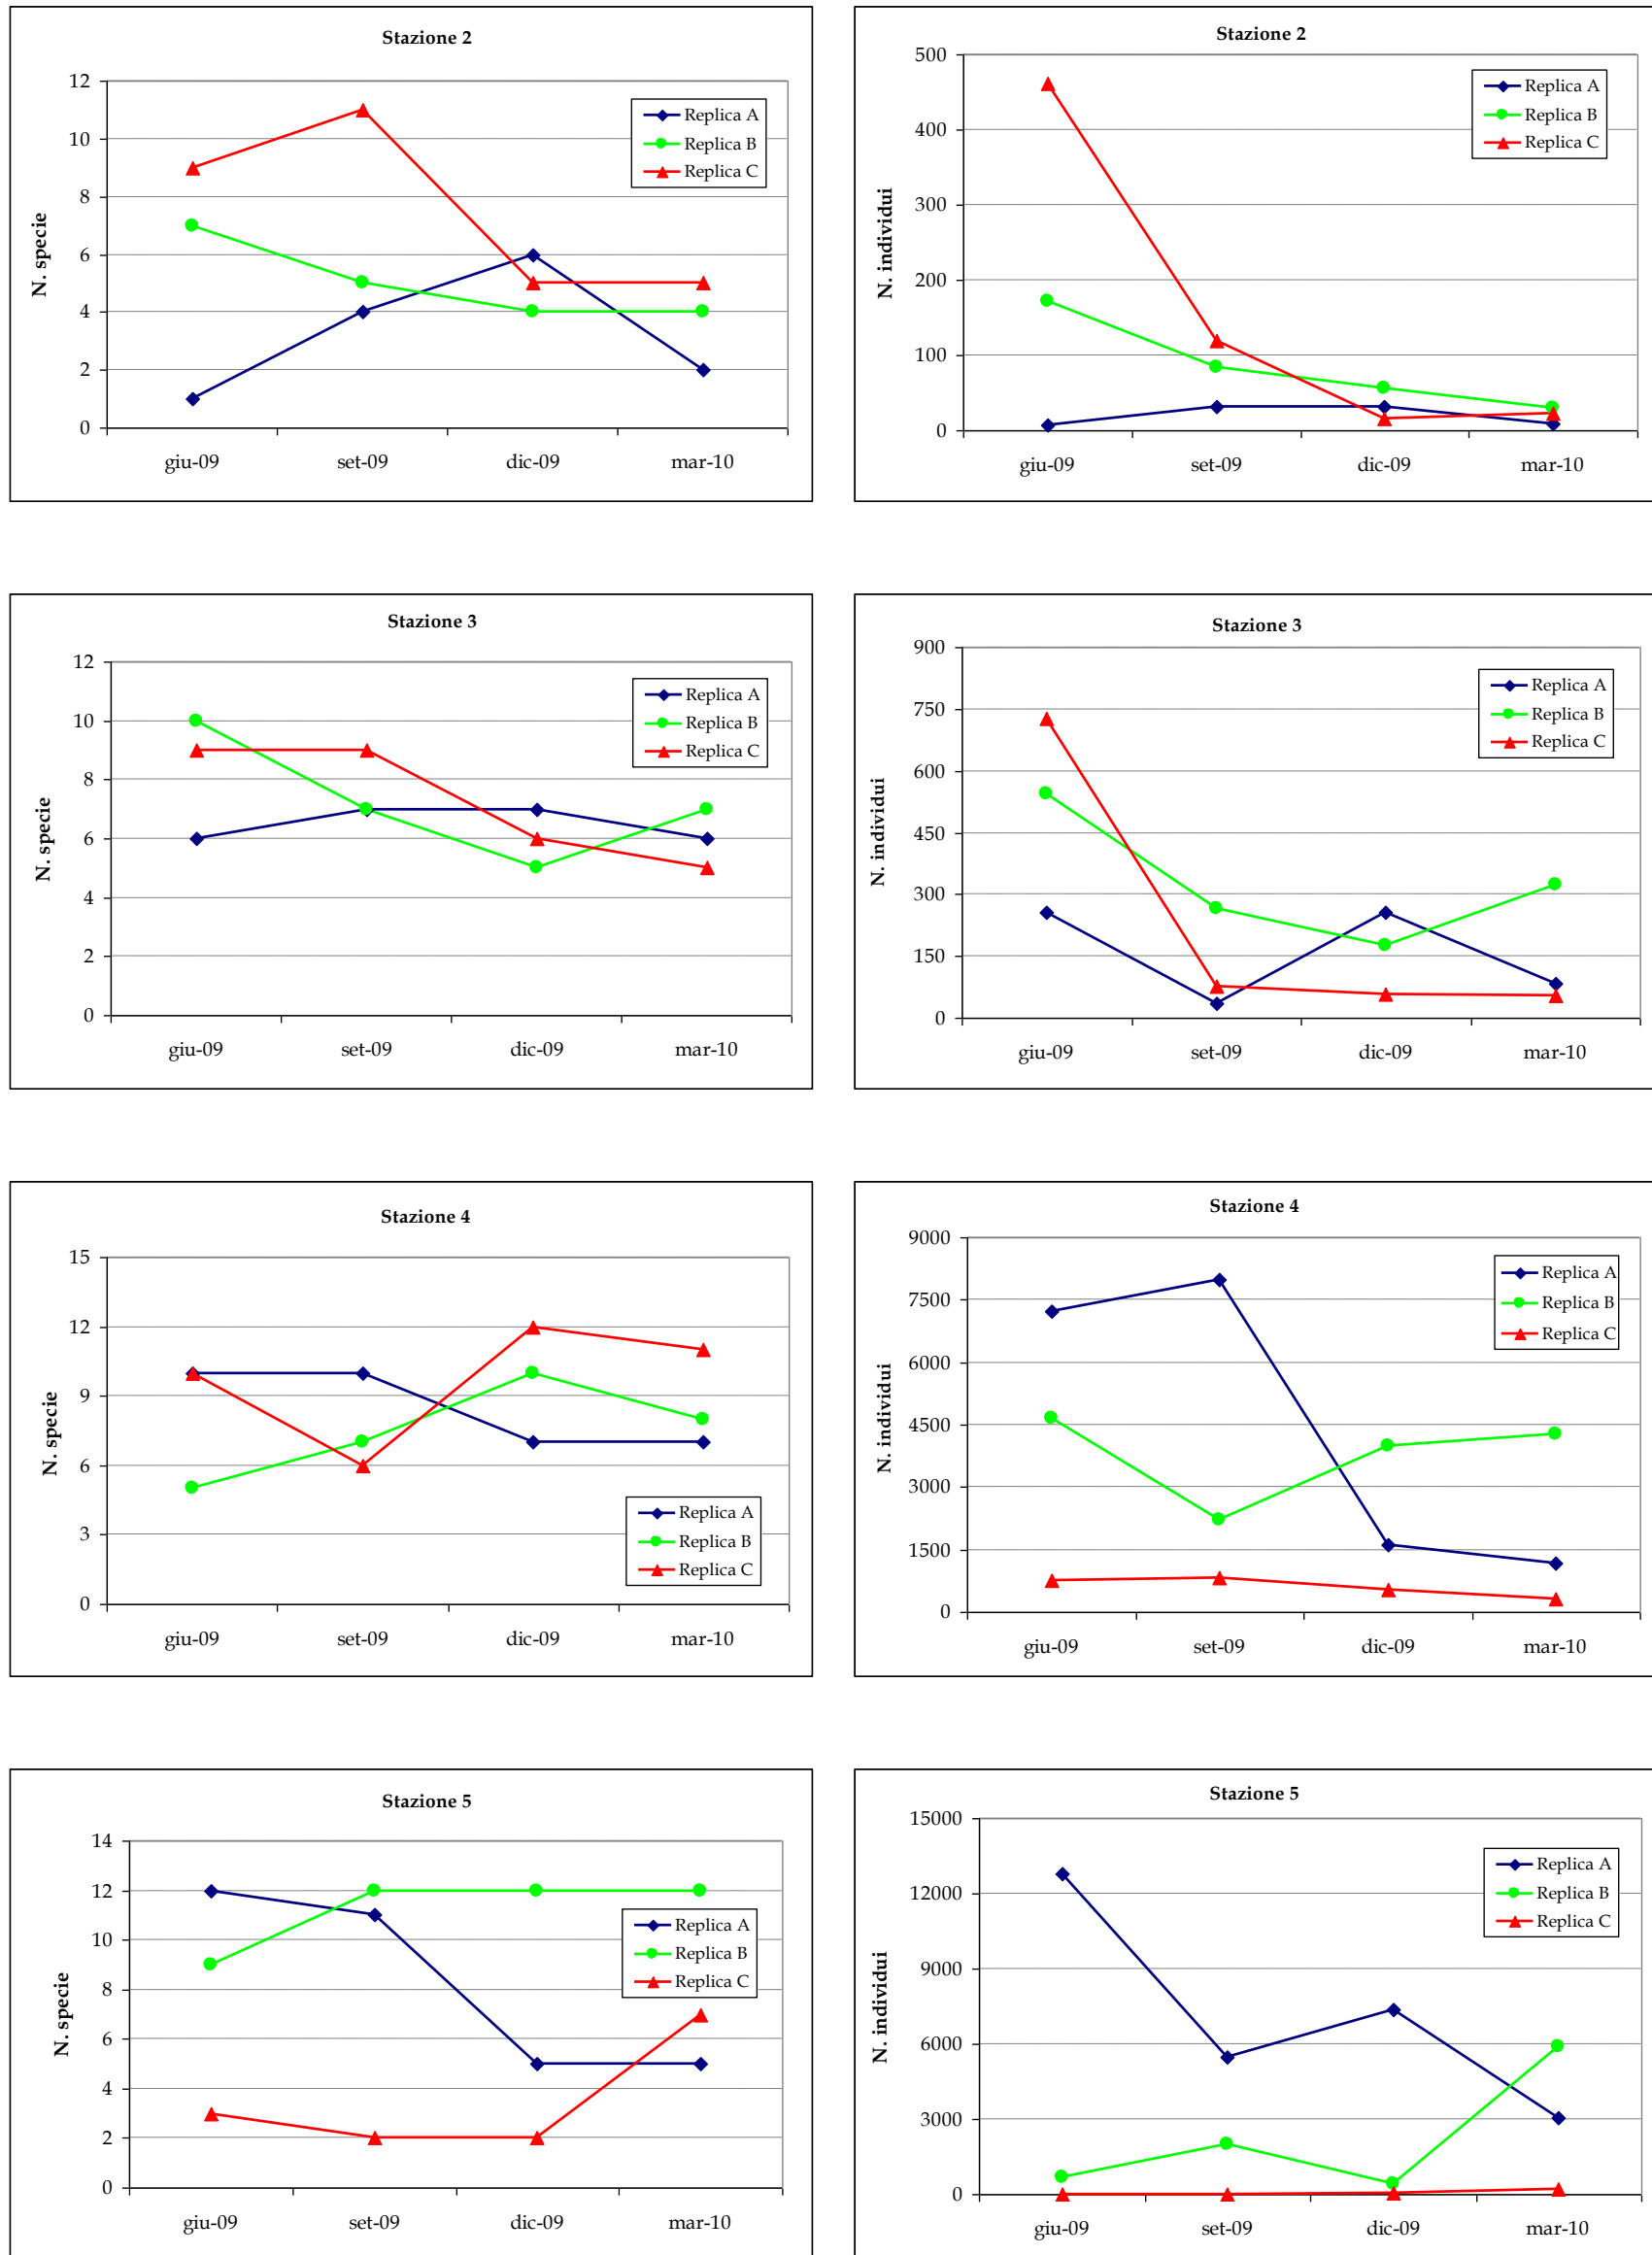 Stazione 2
12
10
8
6
4
2
0
N. specie
giu-09 set-09 dic-09 mar-10
Replica A
Replica B
Replica C
Stazione 2
500
400
300
200
100
0
N. individui
giu-09 set-09 dic-09 mar-10
Replica A
Replica B
Replica C
Stazione 3
12
10
8
6
4
2
0
N. specie
giu-09 set-09 dic-09 mar-10
Replica A
Replica B
Replica C
Stazione 3
900
750
600
450
300
150
0
N. individui
giu-09 set-09 dic-09 mar-10
Replica A
Replica B
Replica C
Stazione 4
15
12
9
6
3
0
N. specie
giu-09 set-09 dic-09 mar-10
Replica A
Replica B
Replica C
Stazione 4
9000
7500
6000
4500
3000
1500
0
N. individui
giu-09 set-09 dic-09 mar-10
Replica A
Replica B
Replica C
Stazione 5
14
12
10
8
6
4
2
0
N. specie
giu-09 set-09 dic-09 mar-10
Replica A
Replica B
Replica C
Stazione 5
15000
12000
9000
6000
3000
0
N. individui
giu-09 set-09 dic-09 mar-10
Replica A
Replica B
Replica C